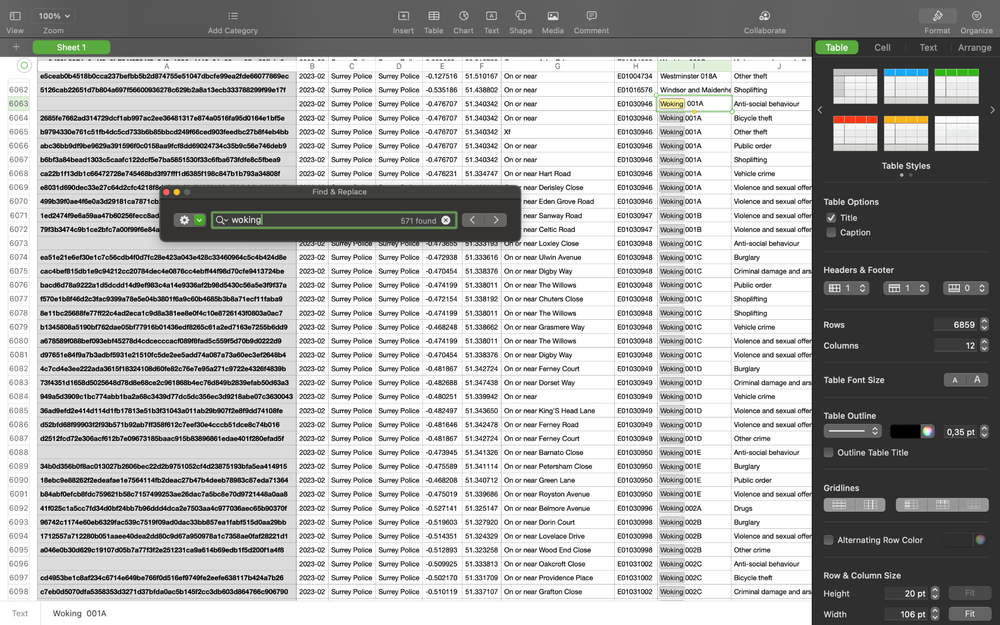 100%
View Zoom Add Category Insert Table Chart Text Shape Media Comment Collaborate Format Organize
Sheet 1
Table Cell Text Arrange
A B C D E F G H I J
e5ceab0b4518b0cca237befbb5b2d874755e51047dbcfe99ea2fde66077869ec 2023-02 Surrey Police Surrey Police -0.127516 51.510167 On or near E01004734 Westminster 018A Other theft
6062 5126cab22651d7b804a697f56600936278c629b2a8a13ecb333788299f99e17f 2023-02 Surrey Police Surrey Police -0.535186 51.438802 On or near E01016576 Windsor and Maidenhe Shoplifting
6063 2023-02 Surrey Police Surrey Police -0.476707 51.340342 On or near E01030946 Woking 001A Anti-social behaviour
6064 2685fe7662ad314729dcf1ab997ac2ee36481317e874a0516fa95d0164e1bf5e 2023-02 Surrey Police Surrey Police -0.476707 51.340342 On or near E01030946 Woking 001A Bicycle theft
6065 b9794330e761c51fb4dc5cd733b6b85bbcd249f66ced903feedbc27b8f4eb4bb 2023-02 Surrey Police Surrey Police -0.476707 51.340342 Xf E01030946 Woking 001A Other theft
6066 abc36bb9df9be9629a391596f0c0158aa9fcf8dd69024734c35b9c56e746deb9 2023-02 Surrey Police Surrey Police -0.476707 51.340342 On or near E01030946 Woking 001A Public order
6067 b6bf3a84bead1303c5caafc122dcf5e7ba5851530f33c6fba673fdfe8c5fbea9 2023-02 Surrey Police Surrey Police -0.476707 51.340342 On or near E01030946 Woking 001A Shoplifting
6068 ca22b1f13db1c66472728e745468bd3f97fff1d6385f198c847b1b793a34808f 2023-02 Surrey Police Surrey Police -0.476231 51.334747 On or near Hart Road E01030946 Woking 001A Vehicle crime
6069 e8031d690dec33e27c64d2cfc4218f8d near Derisley Close E01030946 Woking 001A Violence and sexual offer
6070 499b39f0ae4f6e0a3d29181ca7871cb near Eden Grove Road E01030946 Woking 001A Violence and sexual offer
6071 1ed2474f9e6a59aa47b60256fecc8ad near Sanway Road E01030947 Woking 001B Violence and sexual offer
6072 79f3b3474c9b1ce2bfc7a00f99f6e84a near Celtic Road E01030947 Woking 001B Violence and sexual offer
Find & Replace
woking 571 found
6073 2023-02 Surrey Police Surrey Police -0.473655 51.333193 On or near Loxley Close E01030948 Woking 001C Anti-social behaviour
6074 ea51e21e6ef30e1c7c56cdb4f0d7fc28e423a043e428c33460964c5c4b424d8e 2023-02 Surrey Police Surrey Police -0.472938 51.333616 On or near Ulwin Avenue E01030948 Woking 001C Burglary
6075 cac4bef815db1e9c94212cc20784dec4e0876cc4ebff44f98d70cfe9413724be 2023-02 Surrey Police Surrey Police -0.470454 51.338376 On or near Digby Way E01030948 Woking 001C Criminal damage and ars
6076 bacd6d78a9222a1d5dcdd14d9ef983c4a14e9336af2b98d5430c56a5e3f9f37a 2023-02 Surrey Police Surrey Police -0.474199 51.338011 On or near The Willows E01030948 Woking 001C Public order
6077 f570e1b8f46d2c3fac9399a78e5e04b3801f6a9c60b4685b3b8a71ecf11faba9 2023-02 Surrey Police Surrey Police -0.472154 51.338192 On or near Chuters Close E01030948 Woking 001C Shoplifting
6078 8e11bc25688fe77ff22c4ad2eca1c9d8a381ee8e0f4c10e8726143f0803a0ac7 2023-02 Surrey Police Surrey Police -0.474199 51.338011 On or near The Willows E01030948 Woking 001C Shoplifting
6079 b1345808a5190bf762dae05bf77916b01436edf8265c61a2ed7163e7255b6dd9 2023-02 Surrey Police Surrey Police -0.468248 51.338662 On or near Grasmere Way E01030948 Woking 001C Vehicle crime
6080 a678589f088bef093ebf45278d4cdcecccacf089f8fad5c559f5d70b9d0222d9 2023-02 Surrey Police Surrey Police -0.474199 51.338011 On or near The Willows E01030948 Woking 001C Violence and sexual offer
6081 d97651e84f9a7b3adbf5931e21510fc5de2ee5add74a087a73a60ec3ef2648b4 2023-02 Surrey Police Surrey Police -0.470454 51.338376 On or near Digby Way E01030948 Woking 001C Violence and sexual offer
6082 4c7cd4e3ee222ada3615f18324108d60fe82c76e7e95a271c9722e4326f4839b 2023-02 Surrey Police Surrey Police -0.481867 51.342724 On or near Ferney Court E01030949 Woking 001D Burglary
6083 73f4351d1658d5025648d78d8e68ce2c961868b4ec76d849b2839efab50d63a3 2023-02 Surrey Police Surrey Police -0.482688 51.347438 On or near Dorset Way E01030949 Woking 001D Criminal damage and ars
6084 949a5d3909c1bc774abb1ba2a68c3439d77dc5dc356ec3d9218abe07c3630043 2023-02 Surrey Police Surrey Police -0.480251 51.339942 On or near E01030949 Woking 001D Vehicle crime
6085 36ad9efd2e414d114d1fb17813e51b3f31043a011ab29b907f2e8f9dd74108fe 2023-02 Surrey Police Surrey Police -0.482497 51.343650 On or near King'S Head Lane E01030949 Woking 001D Violence and sexual offer
6086 d52bfd68f99903f2f93b571b92ab7ff358f612c7eef30e4cccb51dce8c74b016 2023-02 Surrey Police Surrey Police -0.481646 51.342478 On or near Ferney Road E01030949 Woking 001D Violence and sexual offer
6087 d2512fcd72e306acf612b7e09673185baac915b83896861edae401f280efad5f 2023-02 Surrey Police Surrey Police -0.481867 51.342724 On or near Ferney Court E01030949 Woking 001D Other crime
6088 2023-02 Surrey Police Surrey Police -0.473945 51.341326 On or near Barnato Close E01030950 Woking 001E Anti-social behaviour
6089 34b0d356b0f8ac013027b2606bec22d2b9751052cf4d23875193bfa5ea414915 2023-02 Surrey Police Surrey Police -0.475589 51.341114 On or near Petersham Close E01030950 Woking 001E Burglary
6090 18ebc9e88262f2edeafae1e7564114fb2deac27b47b4deeb78983c87eda71364 2023-02 Surrey Police Surrey Police -0.468208 51.340712 On or near Green Lane E01030950 Woking 001E Public order
6091 b84abf0efcb8fdc759621b58c7157499253ae26dac7a5bc8e70d9721448a0aa8 2023-02 Surrey Police Surrey Police -0.475019 51.339686 On or near Royston Avenue E01030950 Woking 001E Violence and sexual offer
6092 41f025c1a5cc7fd34d0bf24bb7b96ddd4dca2e7503aa4c977036aec65b90370f 2023-02 Surrey Police Surrey Police -0.527141 51.325147 On or near Belmore Avenue E01030996 Woking 002A Drugs
6093 96742c1174e60eb6329fac539c7519f09ad0dac33bb857ea1fabf515d0aa29bb 2023-02 Surrey Police Surrey Police -0.519603 51.327920 On or near Dorin Court E01030998 Woking 002B Burglary
6094 1712557a712280b051aaee40dea2dd80c9d67a950978a1c7358ae0faf28221d1 2023-02 Surrey Police Surrey Police -0.514351 51.324329 On or near Lovelace Drive E01030998 Woking 002B Violence and sexual offer
6095 a046e0b30d629c19107d05b7a77f3f2e251231ca9a614b69edb1f5d200f1a4f8 2023-02 Surrey Police Surrey Police -0.512893 51.323258 On or near Wood End Close E01030998 Woking 002B Other crime
6096 2023-02 Surrey Police Surrey Police -0.509925 51.333813 On or near Oakcroft Close E01031002 Woking 002C Anti-social behaviour
6097 cd4953be1c8af234c6714e649be766f0d516ef9749fe2eefe638117b424a7b26 2023-02 Surrey Police Surrey Police -0.502170 51.331709 On or near Providence Place E01031002 Woking 002C Bicycle theft
6098 c7eb0d5070dfa5358353d3271d37bfda0ac5b145f2cc3db603d864766c906790 2023-02 Surrey Police Surrey Police -0.510119 51.337107 On or near Grafton Close E01031002 Woking 002C Criminal damage and ars
Text Woking 001A
Table Styles
Table Options
Title
Caption
Headers & Footer
1 1 0
Rows 6859
Columns 12
Table Font Size A A
Table Outline
0,35 pt
Outline Table Title
Gridlines
Alternating Row Color
Row & Column Size
Height 20 pt Fit
Width 106 pt Fit